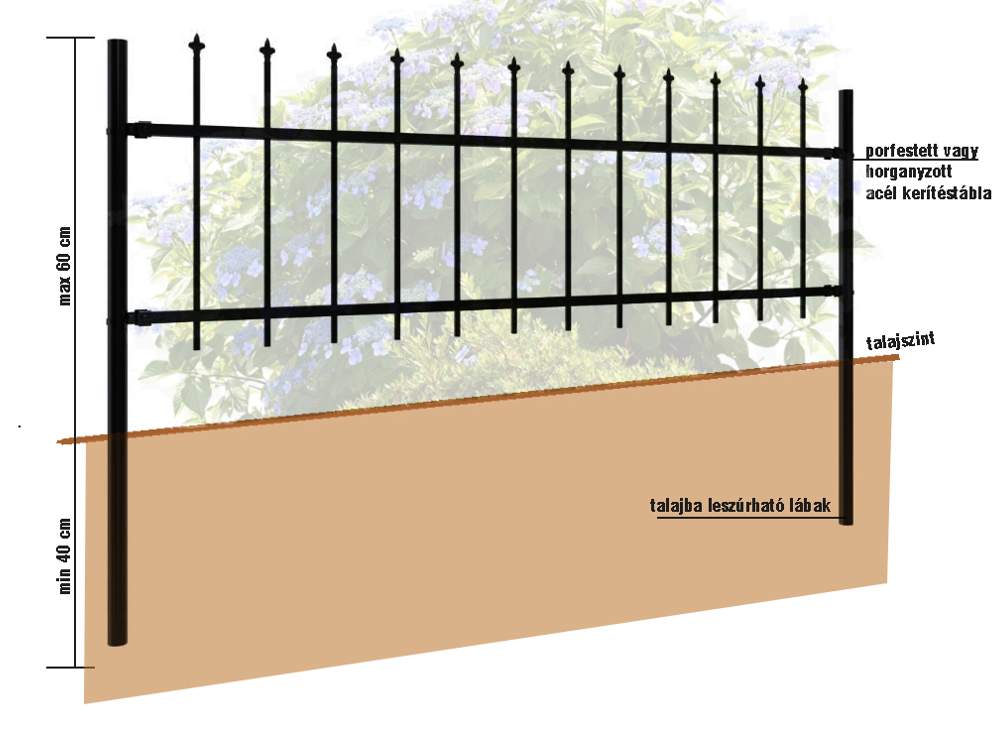 porfestett vagy
horganyzott
acél kerítéstábla
max 60 cm
talajszint
talajba leszúrható lábak
min 40 cm